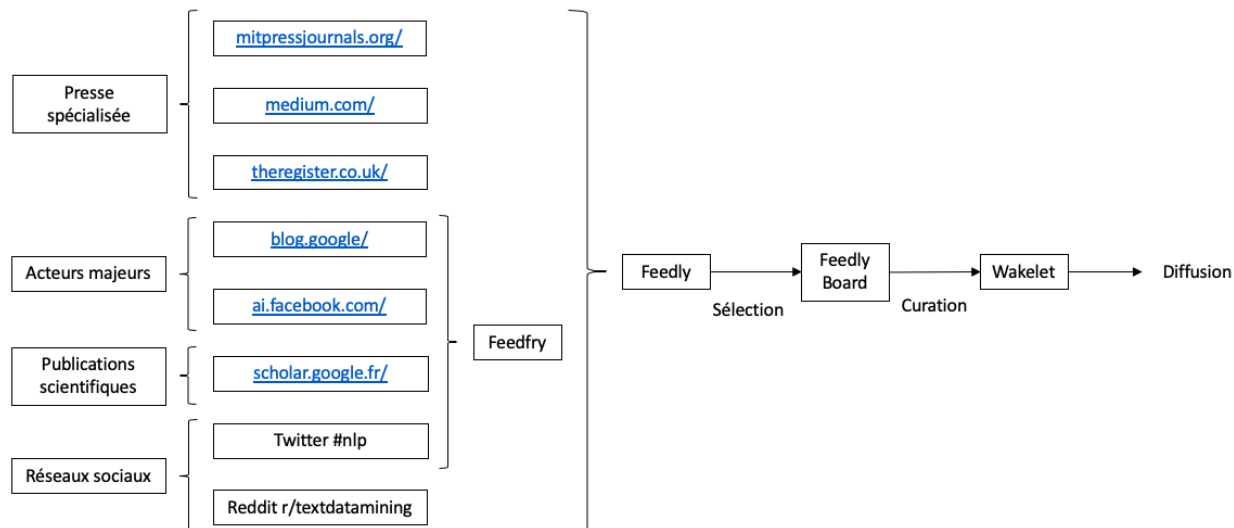 mitpressjournals.org/
Presse
spécialisée
medium.com/
theregister.co.uk/
blog.google/
Acteurs majeurs
ai.facebook.com/
Publications
scientifiques
scholar.google.fr/
Réseaux sociaux
Twitter #nlp
Reddit r/textdatamining
Feedfry
Feedly
Sélection
Feedly
Board
Curation
Wakelet
Diffusion